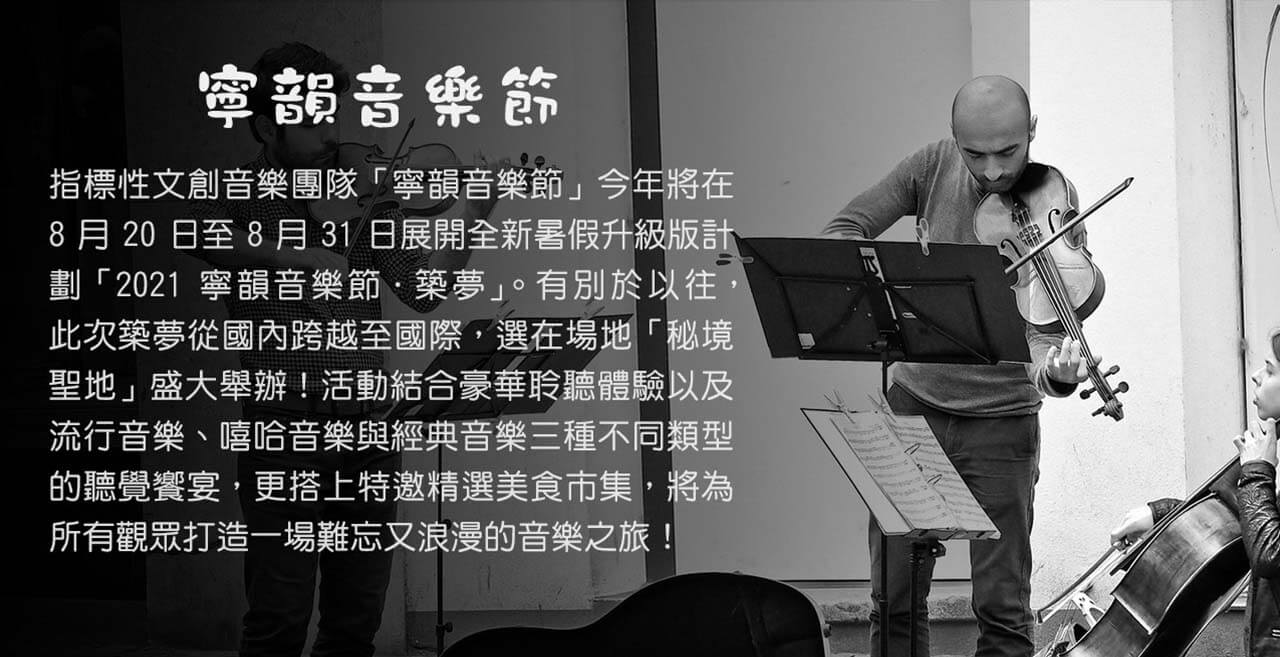 寧韻音樂節
指標性文創音樂團隊「寧韻音樂節」今年將在
8 月 20 日至 8 月 31 日展開全新暑假升級版計
劃「2021 寧韻音樂節·築夢」。有別於以往,
此次築夢從國內跨越至國際,選在場地「秘境
聖地」盛大舉辦!活動結合豪華聆聽體驗以及
流行音樂、嘻哈音樂與經典音樂三種不同類型
的聽覺饗宴,更搭上特邀精選美食市集,將為
所有觀眾打造一場難忘又浪漫的音樂之旅!